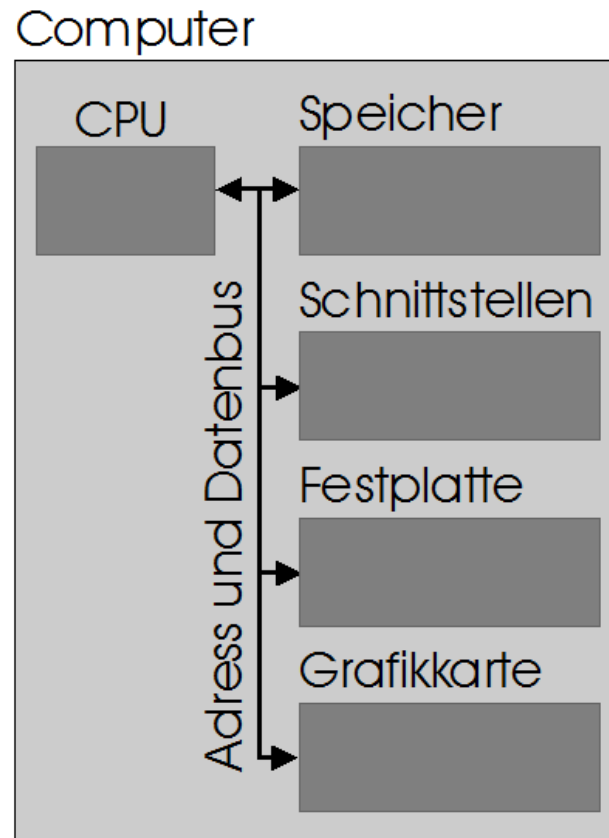 Computer
CPU
Speicher
Schnittstellen
Festplatte
Grafikkarte
Adress und Datenbus